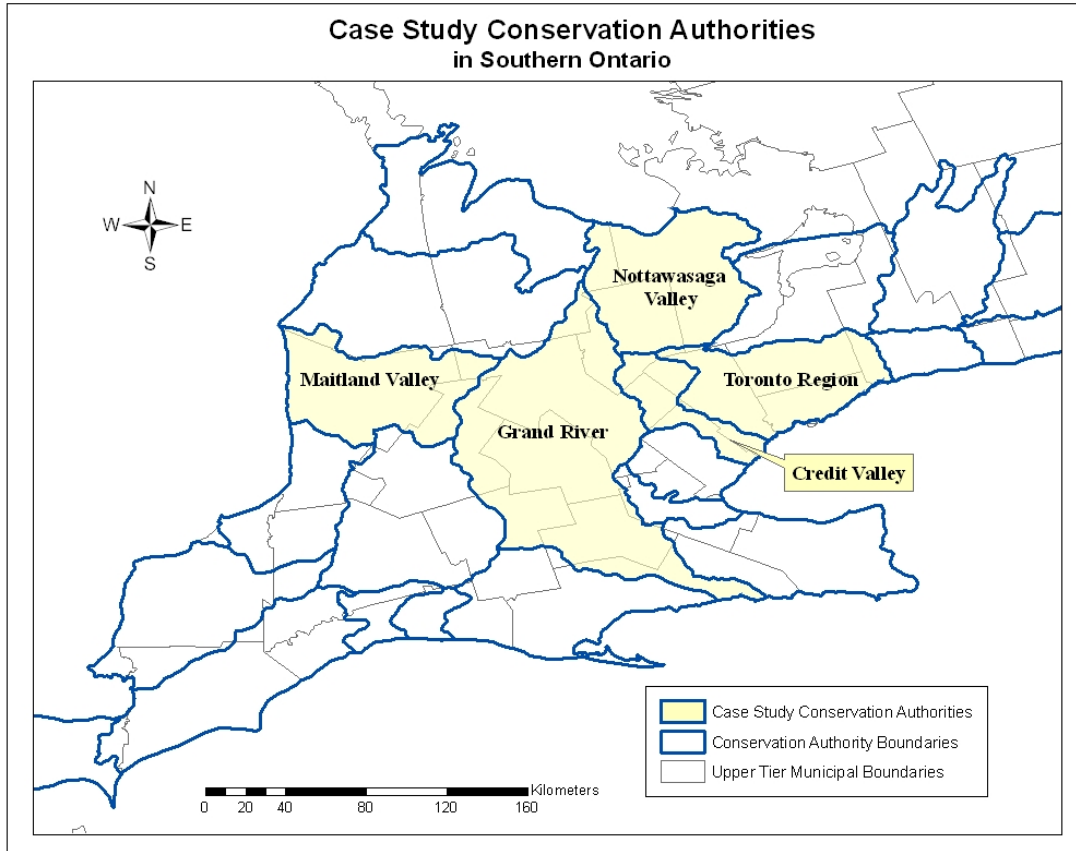 Case Study Conservation Authorities
in Southern Ontario
N
W E
S
Nottawasaga
Valley
Maitland Valley
Toronto Region
Grand River
Credit Valley
Case Study Conservation Authorities
Conservation Authority Boundaries
Upper Tier Municipal Boundaries
Kilometers
0 20 40 80 120 160